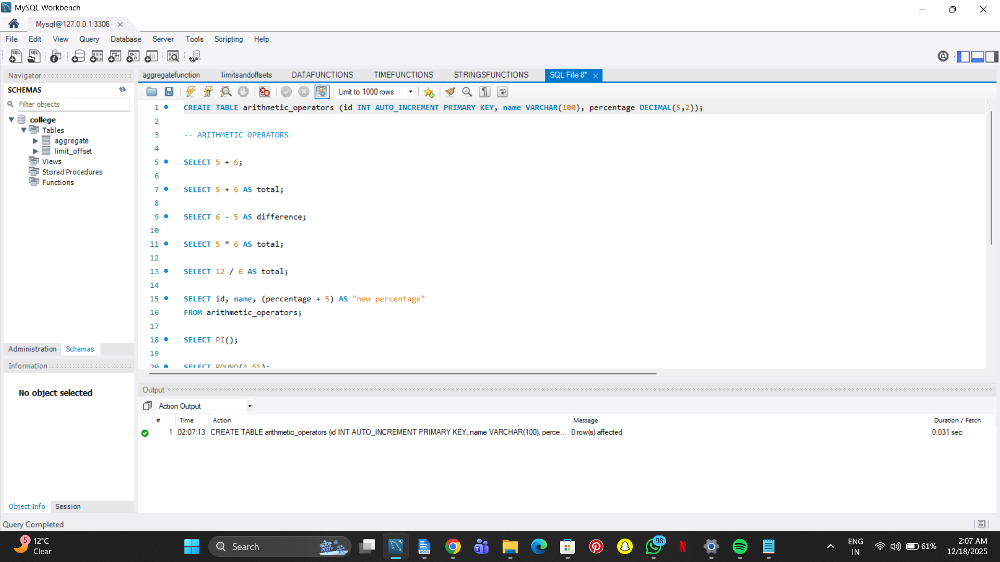 MySQL Workbench
Mysql@127.0.0.1:3306
File Edit View Query Database Server Tools Scripting Help
Navigator
SCHEMAS
Filter objects
college
Tables
aggregate
limit_offset
Views
Stored Procedures
Functions
Administration Schemas
Information
No object selected
Object Info Session
aggregatefunction limitsandoffsets DATAFUNCTIONS TIMEFUNCTIONS STRINGSFUNCTIONS SQL File 8*
Limit to 1000 rows
1 CREATE TABLE arithmetic_operators (id INT AUTO_INCREMENT PRIMARY KEY, name VARCHAR(100), percentage DECIMAL(5,2));
2
3 -- ARITHMETIC OPERATORS
4
5 SELECT 5 + 6;
6
7 SELECT 5 + 6 AS total;
8
9 SELECT 6 - 5 AS difference;
10
11 SELECT 5 * 6 AS total;
12
13 SELECT 12 / 6 AS total;
14
15 SELECT id, name, (percentage + 5) AS "new percentage"
16 FROM arithmetic_operators;
17
18 SELECT PI();
19
20 SELECT ROUND(4.51);
Output
Action Output
# Time Action Message Duration / Fetch
1 02:07:13 CREATE TABLE arithmetic_operators (id INT AUTO_INCREMENT PRIMARY KEY, name VARCHAR(100), perce... 0 row(s) affected 0.031 sec
Query Completed
5 12°C
Clear
Search
98
ENG
IN
61%
2:07 AM
12/18/2025